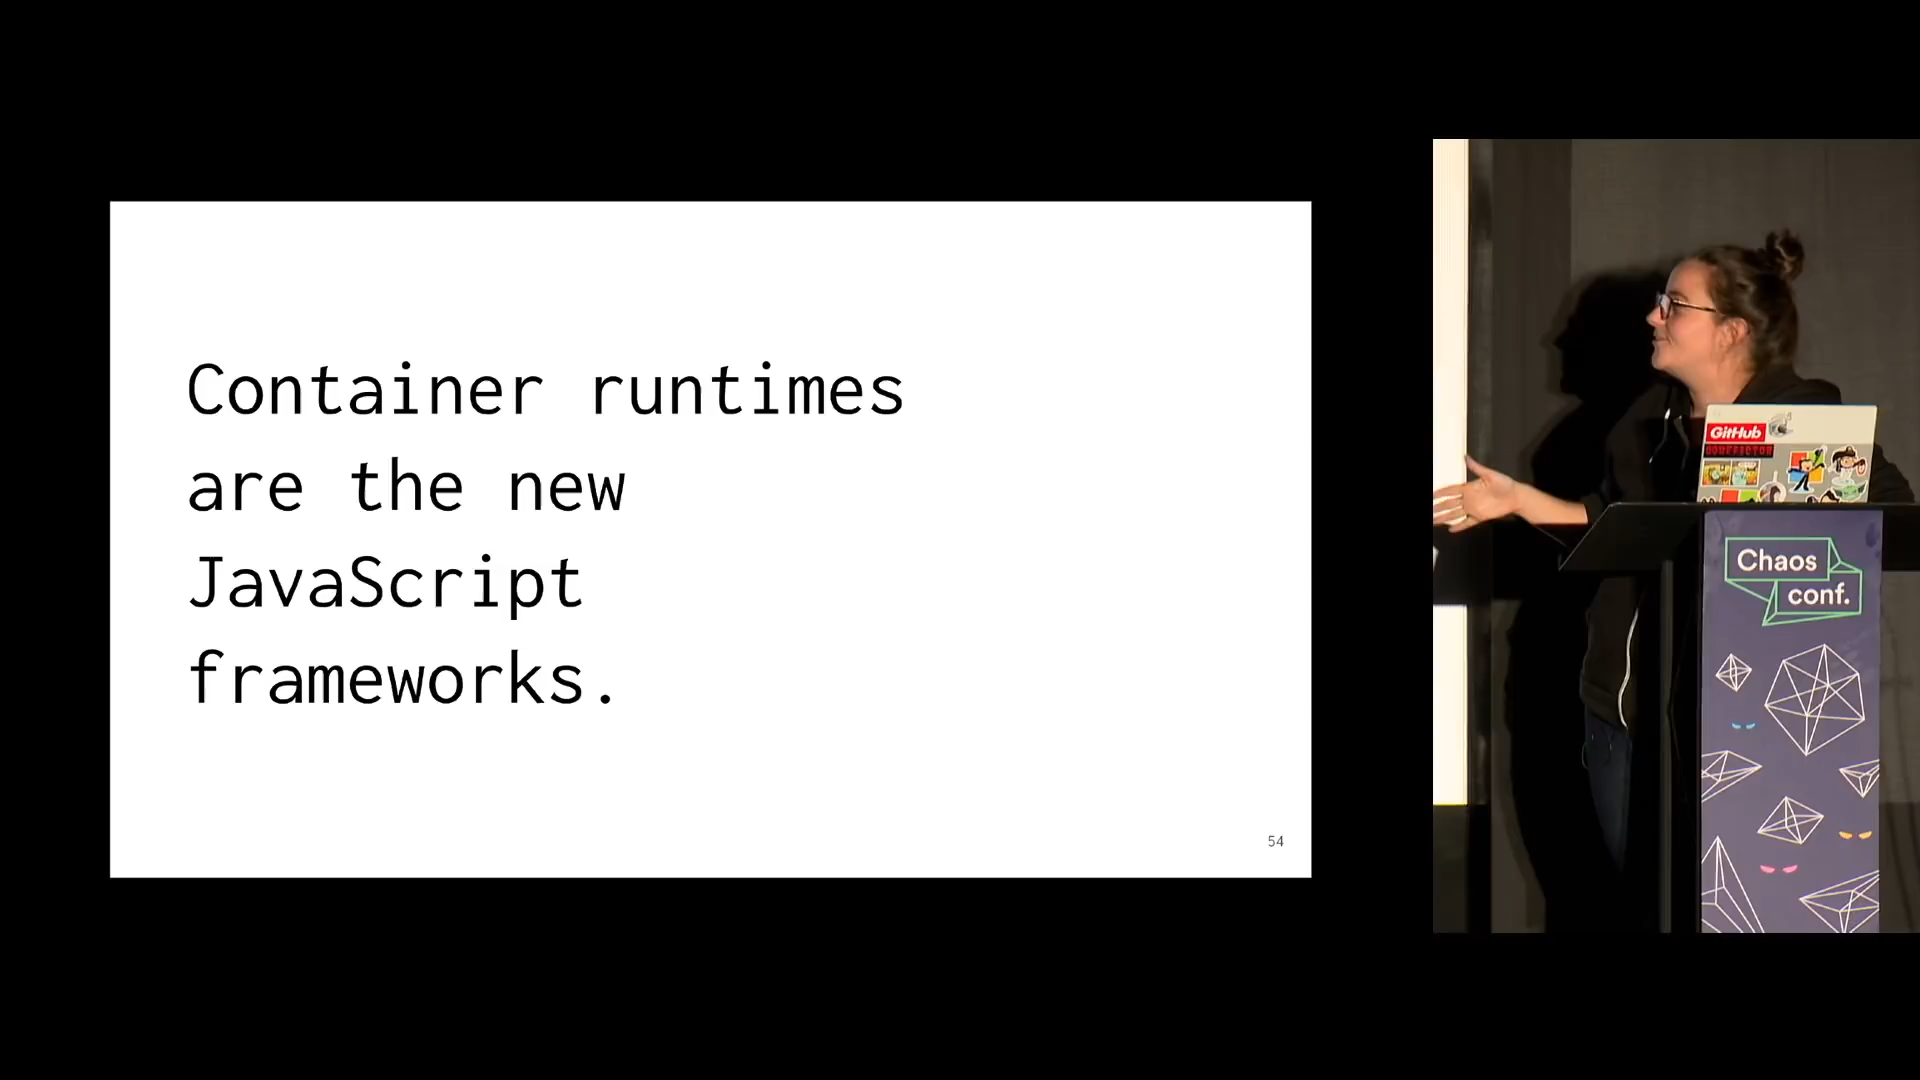 Container runtimes
are the new
JavaScript
frameworks.
54
GitHub
Chaos
conf.